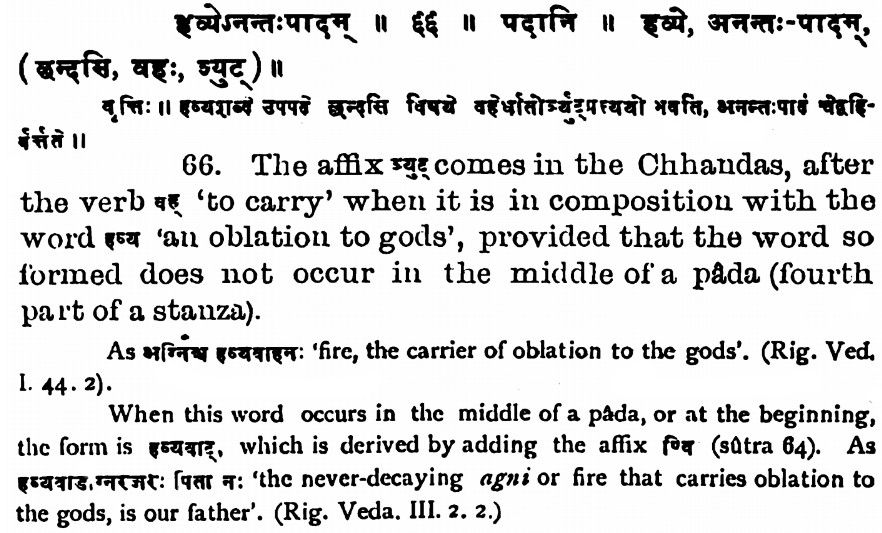 हव्येऽनन्तःपादम् ॥ ६६ ॥ पदानि ॥ हव्ये, अनन्तः-पादम्,
(छन्दसि, वहः, ञ्युट्)॥
वृत्तिः॥ हव्यशब्दे उपपदे छन्दसि विषये वहेर्धातोर्ञ्युट्प्रत्ययो भवति, अनन्तःपादं चेद्वहि-
र्वर्त्तते॥
66. The affix ञ्युट् comes in the Chhandas, after
the verb वह् ‘to carry’ when it is in composition with the
word हव्य ‘an oblation to gods’, provided that the word so
formed does not occur in the middle of a pâda (fourth
part of a stanza).
As अग्निश्च हव्यवाहनः ‘fire, the carrier of oblation to the gods’. (Rig. Ved.
I. 44. 2).
When this word occurs in the middle of a pâda, or at the beginning,
the form is हव्यवाट्, which is derived by adding the affix ण्वि (sûtra 64). As
हव्यवाड.ग्नरजरः पिता नः ‘the never-decaying agni or fire that carries oblation to
the gods, is our father’. (Rig. Veda. III. 2. 2.)